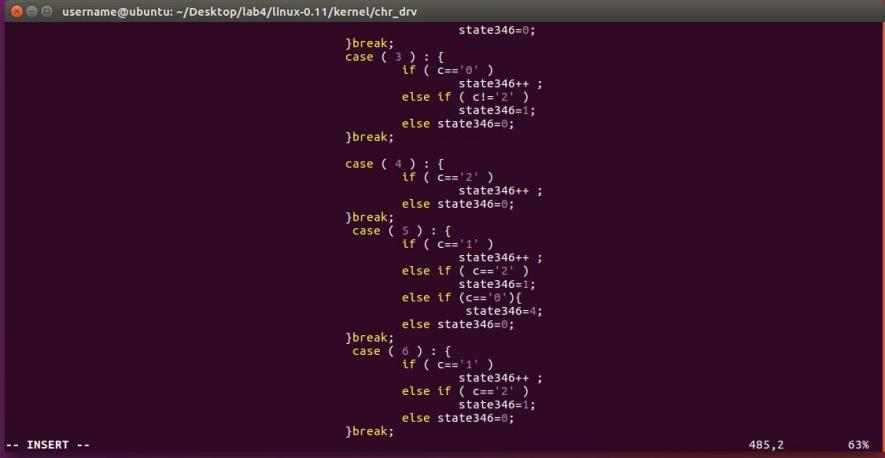 username@ubuntu: ~/Desktop/lab4/linux-0.11/kernel/chr_drv
state346=0;
}break;
case ( 3 ) : {
if ( c=='0' )
state346++ ;
else if ( c!='2' )
state346=1;
else state346=0;
}break;
case ( 4 ) : {
if ( c=='2' )
state346++ ;
else state346=0;
}break;
case ( 5 ) : {
if ( c=='1' )
state346++ ;
else if ( c=='2' )
state346=1;
else if (c=='0'){
state346=4;
else state346=0;
}break;
case ( 6 ) : {
if ( c=='1' )
state346++ ;
else if ( c=='2' )
state346=1;
else state346=0;
}break;
-- INSERT -- 485,2 63%